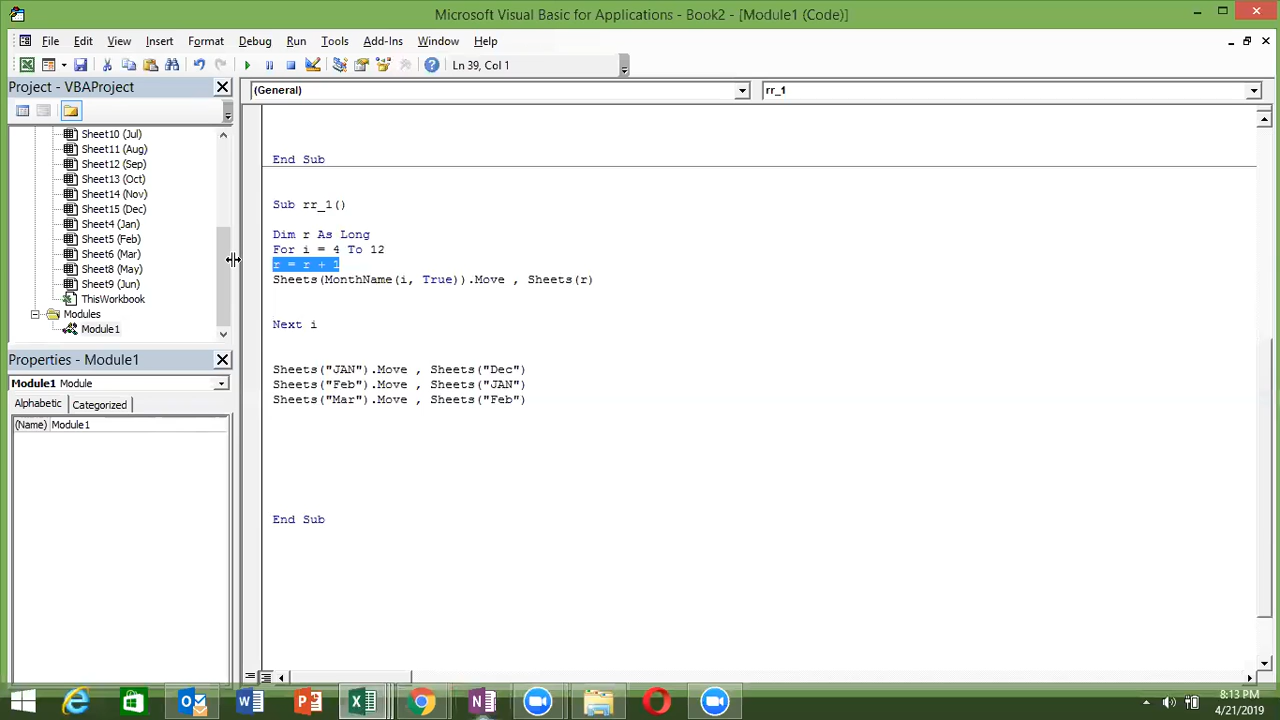 Microsoft Visual Basic for Applications - Book2 - [Module1 (Code)]
File Edit View Insert Format Debug Run Tools Add-Ins Window Help
Ln 39, Col 1
Project - VBAProject
(General)
rr_1
Sheet10 (Jul)
Sheet11 (Aug)
Sheet12 (Sep)
Sheet13 (Oct)
Sheet14 (Nov)
Sheet15 (Dec)
Sheet4 (Jan)
Sheet5 (Feb)
Sheet6 (Mar)
Sheet8 (May)
Sheet9 (Jun)
ThisWorkbook
Modules
Module1
Properties - Module1
Module1 Module
Alphabetic Categorized
(Name) Module1
End Sub
Sub rr_1()
Dim r As Long
For i = 4 To 12
r = r + 1
Sheets(MonthName(i, True)).Move , Sheets(r)
Next i
Sheets("JAN").Move , Sheets("Dec")
Sheets("Feb").Move , Sheets("JAN")
Sheets("Mar").Move , Sheets("Feb")
End Sub
8:13 PM
4/21/2019